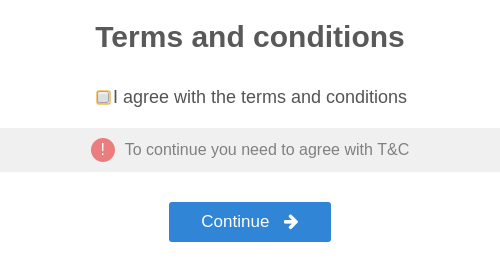 Terms and conditions
I agree with the terms and conditions
! To continue you need to agree with T&C
Continue